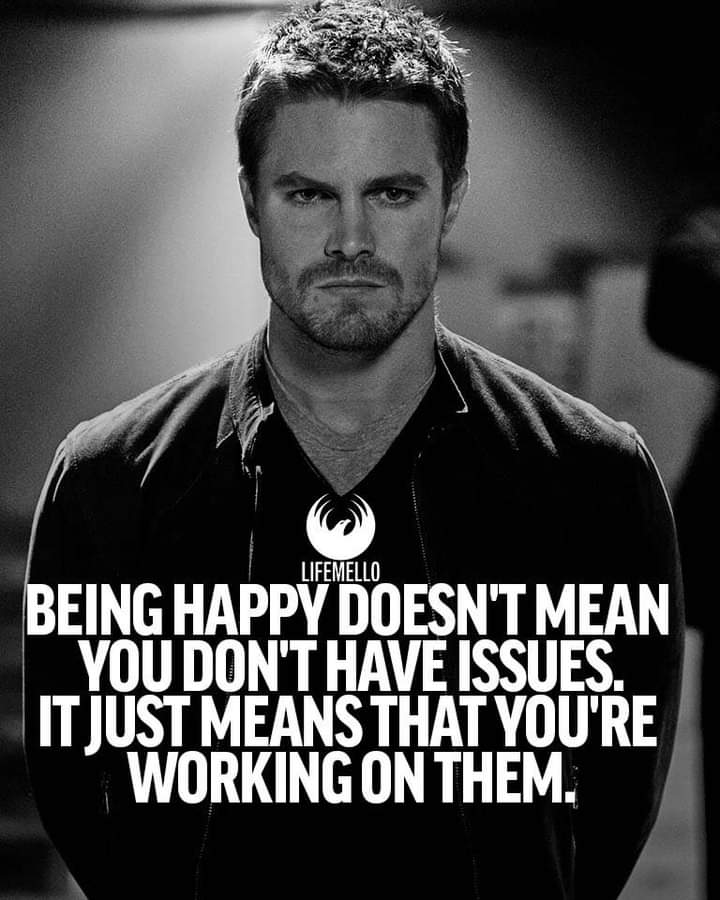 LIFEMELLO
BEING HAPPY DOESN'T MEAN
YOU DON'T HAVE ISSUES.
IT JUST MEANS THAT YOU'RE
WORKING ON THEM.